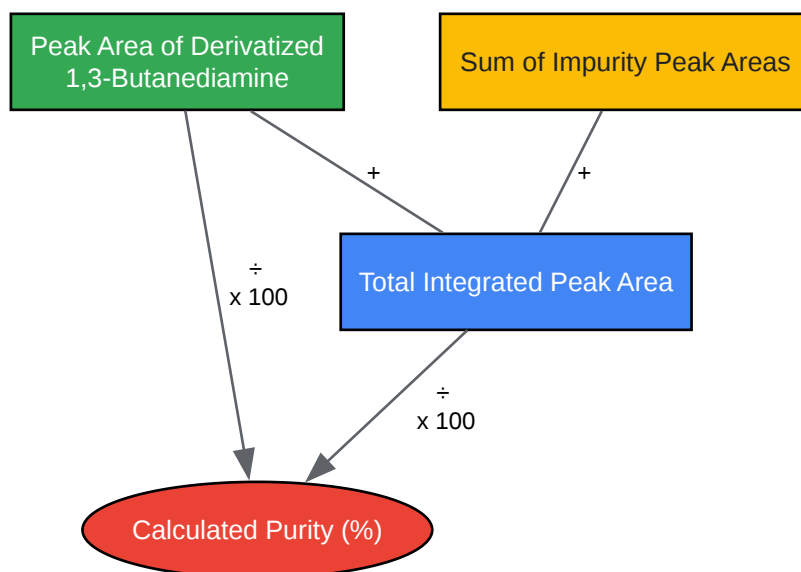 Peak Area of Derivatized
1,3-Butanediamine
Sum of Impurity Peak Areas
+
+
Total Integrated Peak Area
÷
x 100
÷
x 100
Calculated Purity (%)